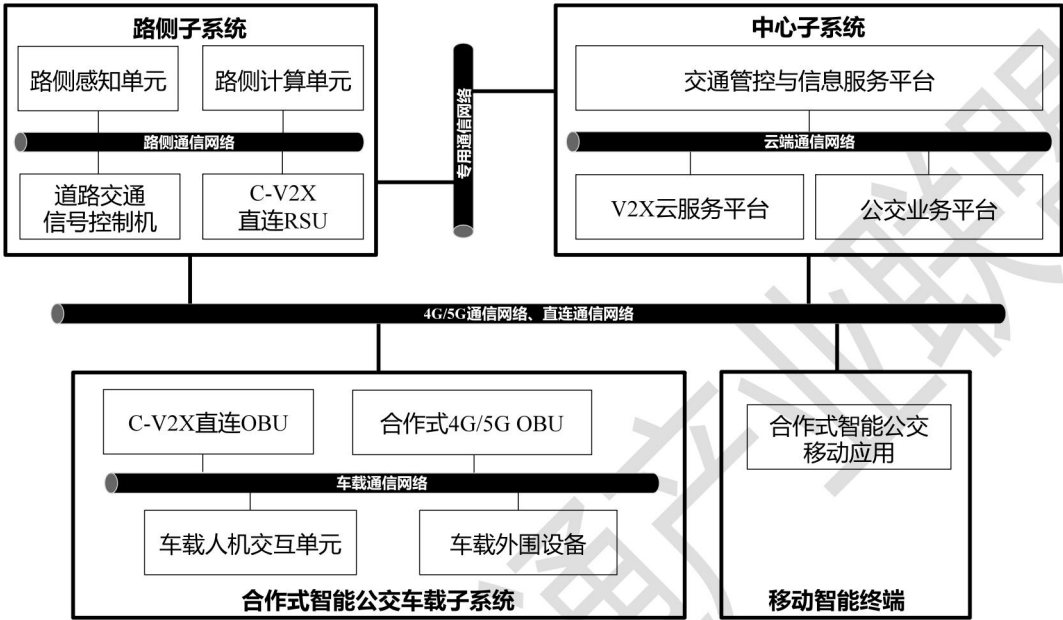 路侧子系统
路侧感知单元
路侧计算单元
路侧通信网络
道路交通
信号控制机
C-V2X
直连RSU
专用通信网络
中心子系统
交通管控与信息服务平台
云端通信网络
V2X云服务平台
公交业务平台
4G/5G通信网络、直连通信网络
C-V2X直连OBU
合作式4G/5G OBU
车载通信网络
车载人机交互单元
车载外围设备
合作式智能公交车载子系统
合作式智能公交
移动应用
移动智能终端
通产业联